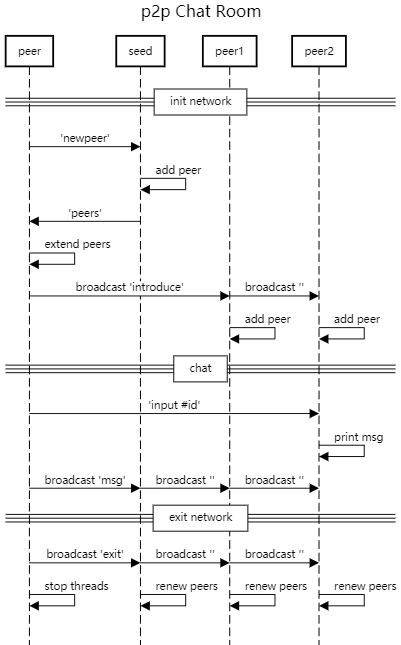 p2p Chat Room
peer seed peer1 peer2
init network
'newpeer'
add peer
'peers'
extend peers
broadcast 'introduce' broadcast ''
add peer add peer
chat
'input #id'
print msg
broadcast 'msg' broadcast '' broadcast ''
exit network
broadcast 'exit' broadcast '' broadcast ''
stop threads renew peers renew peers renew peers